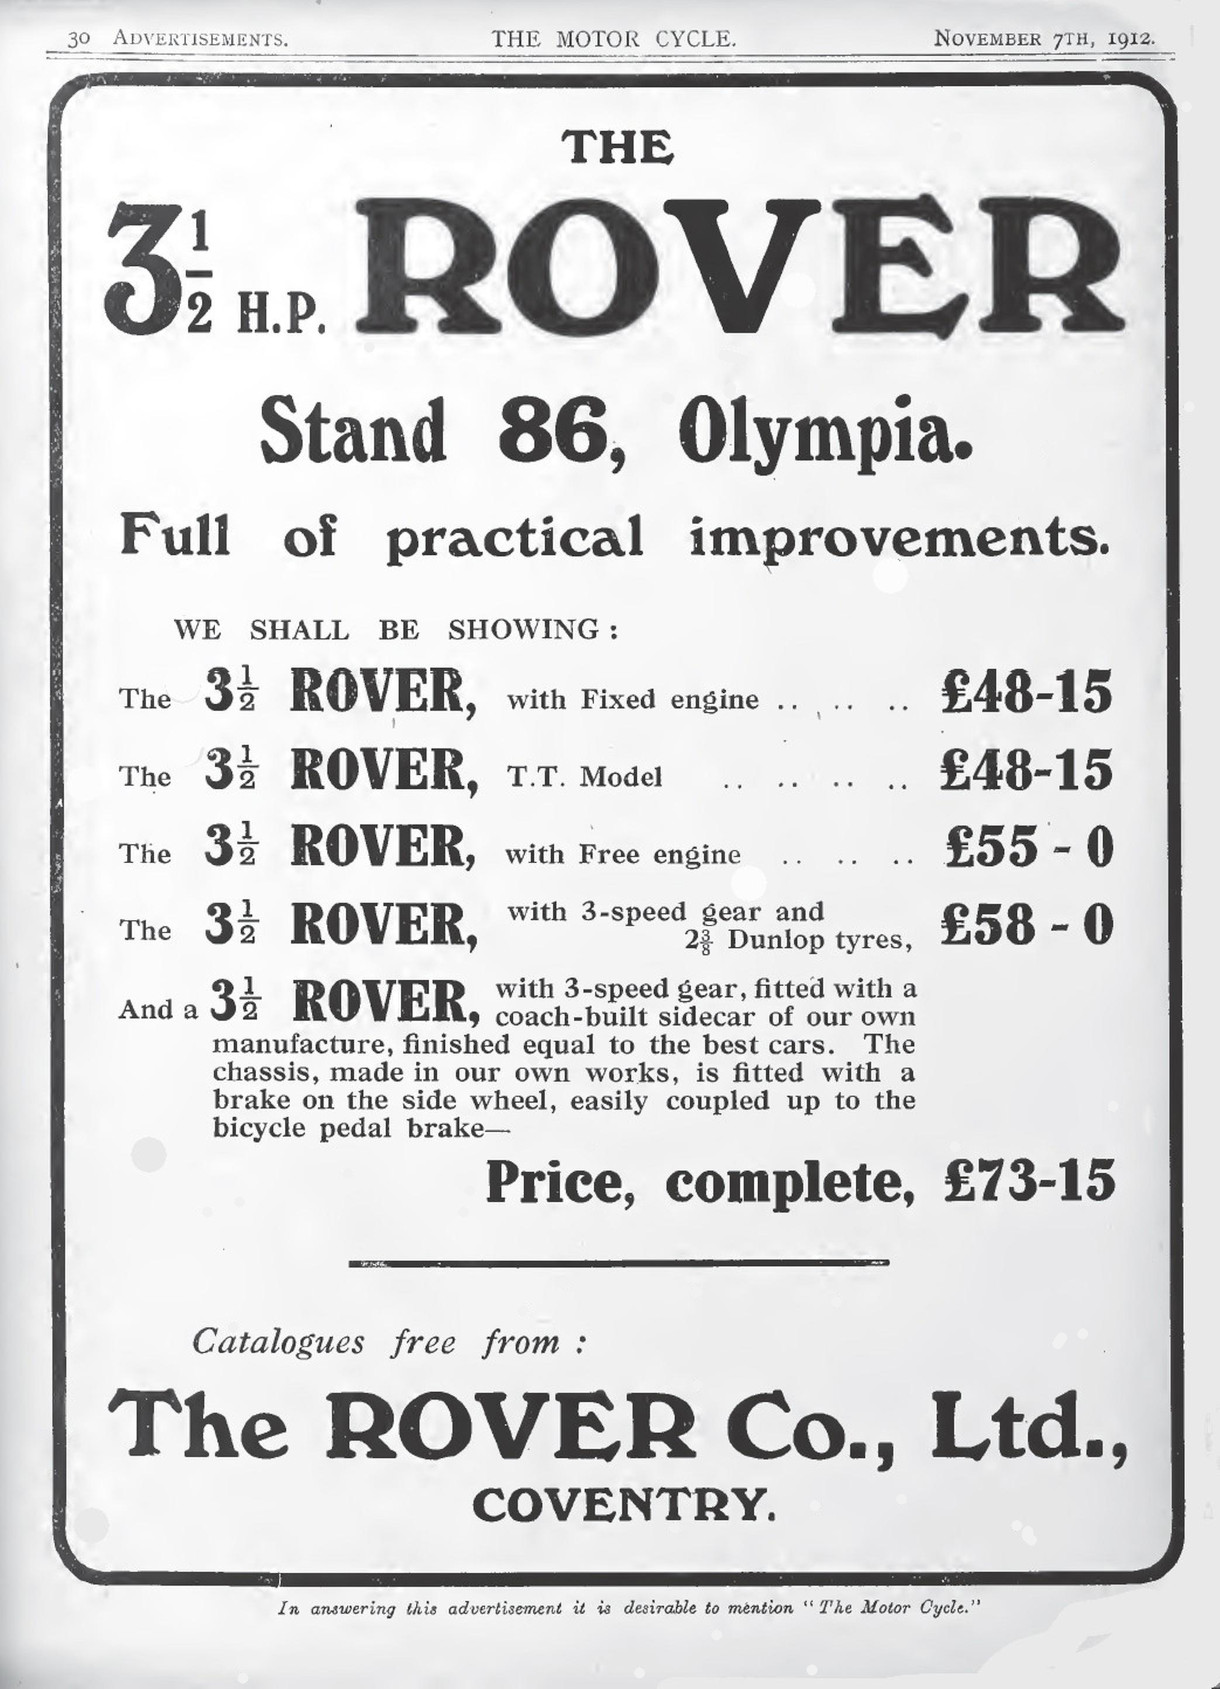 30 ADVERTISEMENTS. THE MOTOR CYCLE. NOVEMBER 7TH, 1912.
THE
3½ H.P. ROVER
Stand 86, Olympia.
Full of practical improvements.
WE SHALL BE SHOWING :
The 3½ ROVER, with Fixed engine .. .. .. £48-15
The 3½ ROVER, T.T. Model .. .. .. .. £48-15
The 3½ ROVER, with Free engine .. .. .. £55 - 0
The 3½ ROVER, with 3-speed gear and
2⅜ Dunlop tyres, £58 - 0
And a 3½ ROVER, with 3-speed gear, fitted with a
coach-built sidecar of our own
manufacture, finished equal to the best cars. The
chassis, made in our own works, is fitted with a
brake on the side wheel, easily coupled up to the
bicycle pedal brake—
Price, complete, £73-15
Catalogues free from :
The ROVER Co., Ltd.,
COVENTRY.
In answering this advertisement it is desirable to mention "The Motor Cycle."